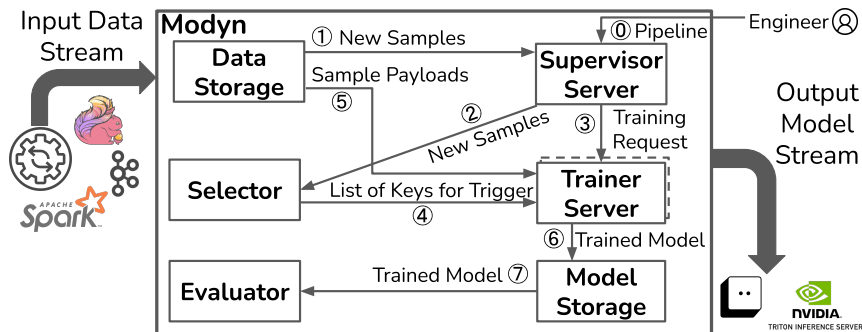 Input Data
Stream
Modyn
Data
Storage
① New Samples
Sample Payloads
⑤
⓪ Pipeline
Engineer
Supervisor
Server
②
New Samples
③ Training
Request
Output
Model
Stream
APACHE
Spark
Selector
List of Keys for Trigger
④
Trainer
Server
⑥ Trained Model
Evaluator
Trained Model ⑦
Model
Storage
NVIDIA
TRITON INFERENCE SERVER